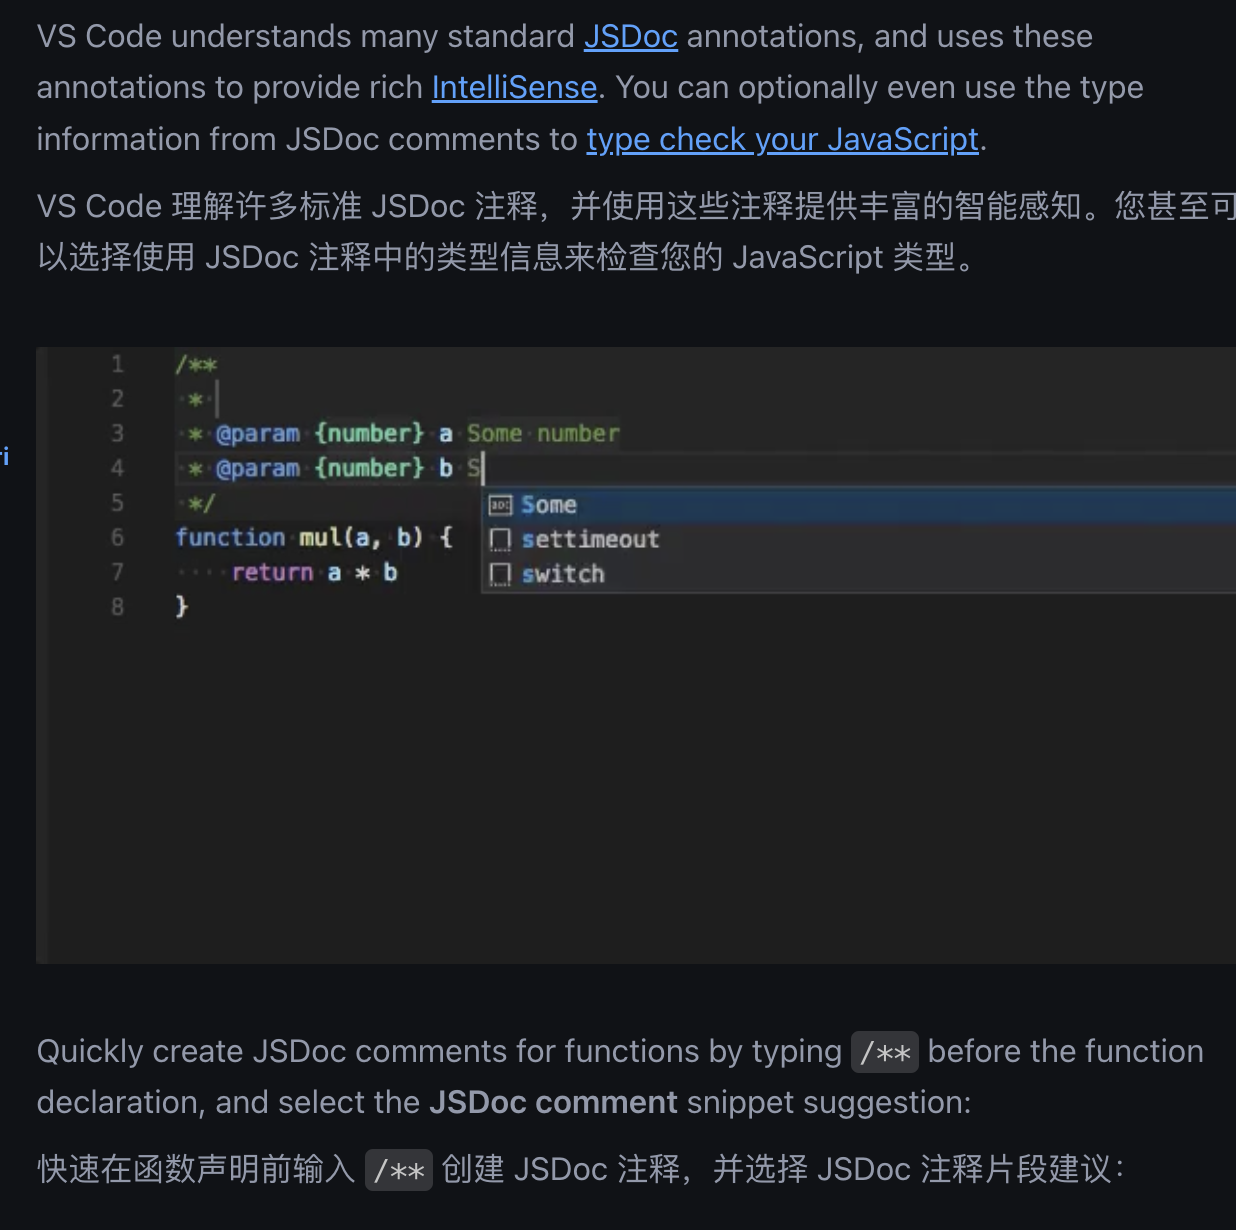 VS Code understands many standard JSDoc annotations, and uses these
annotations to provide rich IntelliSense. You can optionally even use the type
information from JSDoc comments to type check your JavaScript.
VS Code 理解许多标准 JSDoc 注释，并使用这些注释提供丰富的智能感知。您甚至可
以选择使用 JSDoc 注释中的类型信息来检查您的 JavaScript 类型。
1 /**
2  *
3  * @param {number} a Some number
ri
4  * @param {number} b S
5  */
Some
6 function mul(a, b) {
settimeout
7     return a * b
switch
8 }
Quickly create JSDoc comments for functions by typing /** before the function
declaration, and select the JSDoc comment snippet suggestion:
快速在函数声明前输入 /** 创建 JSDoc 注释，并选择 JSDoc 注释片段建议：